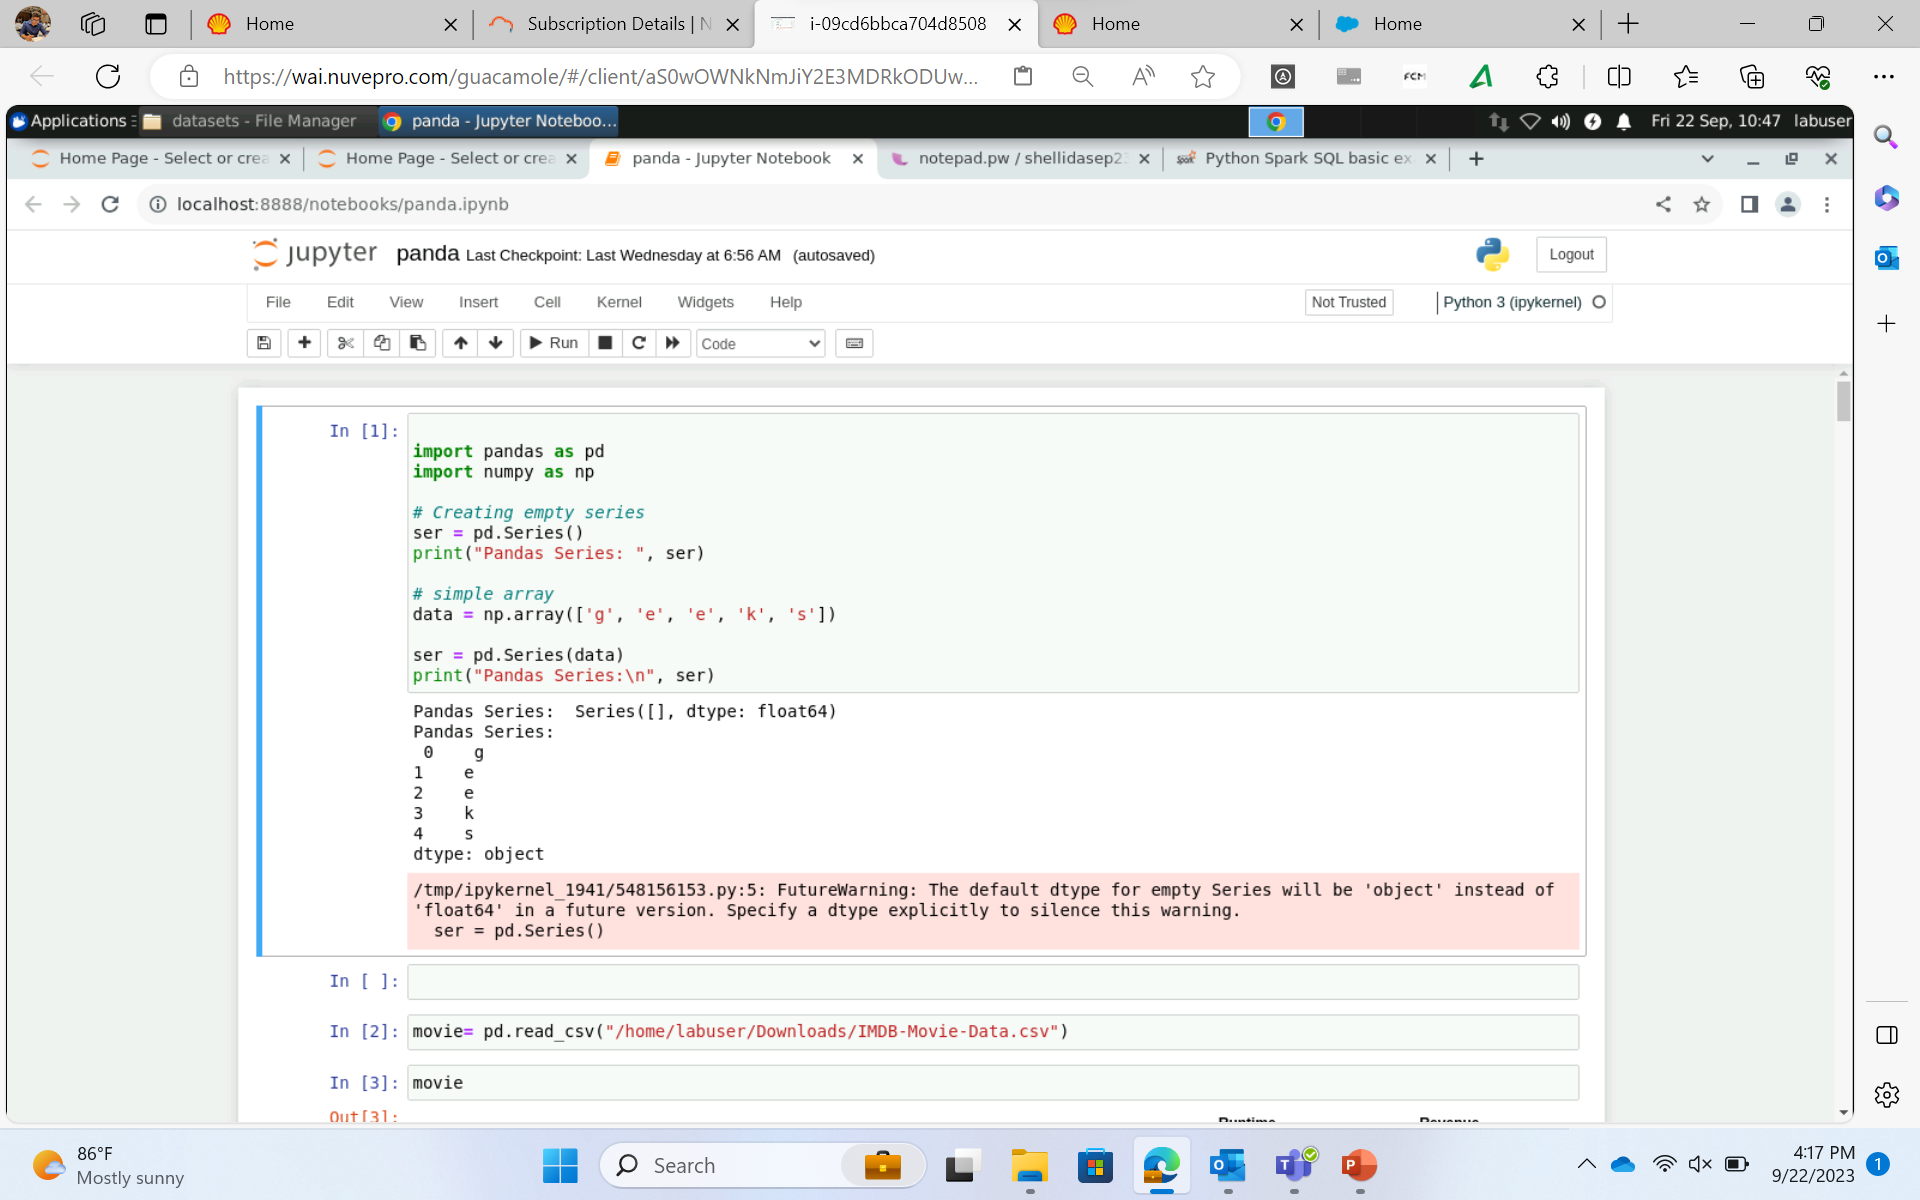 Home
Subscription Details | N
i-09cd6bbca704d8508
Home
Home
https://wai.nuvepro.com/guacamole/#/client/aS0wOWNkNmJiY2E3MDRkODUw...
FCM
Applications
datasets - File Manager
panda - Jupyter Noteboo...
Fri 22 Sep, 10:47
labuser
Home Page - Select or crea
Home Page - Select or crea
panda - Jupyter Notebook
notepad.pw / shellidasep23
Python Spark SQL basic ex
localhost:8888/notebooks/panda.ipynb
jupyter
panda Last Checkpoint: Last Wednesday at 6:56 AM (autosaved)
Logout
File Edit View Insert Cell Kernel Widgets Help
Not Trusted
Python 3 (ipykernel)
Run
Code
In [1]:
import pandas as pd
import numpy as np
# Creating empty series
ser = pd.Series()
print("Pandas Series: ", ser)
# simple array
data = np.array(['g', 'e', 'e', 'k', 's'])
ser = pd.Series(data)
print("Pandas Series:\n", ser)
Pandas Series:  Series([], dtype: float64)
Pandas Series:
0    g
1    e
2    e
3    k
4    s
dtype: object
/tmp/ipykernel_1941/548156153.py:5: FutureWarning: The default dtype for empty Series will be 'object' instead of
'float64' in a future version. Specify a dtype explicitly to silence this warning.
ser = pd.Series()
In [ ]:
In [2]: movie= pd.read_csv("/home/labuser/Downloads/IMDB-Movie-Data.csv")
In [3]: movie
Out[3]:
Runtime
Revenue
86°F
Mostly sunny
Search
4:17 PM
9/22/2023
1